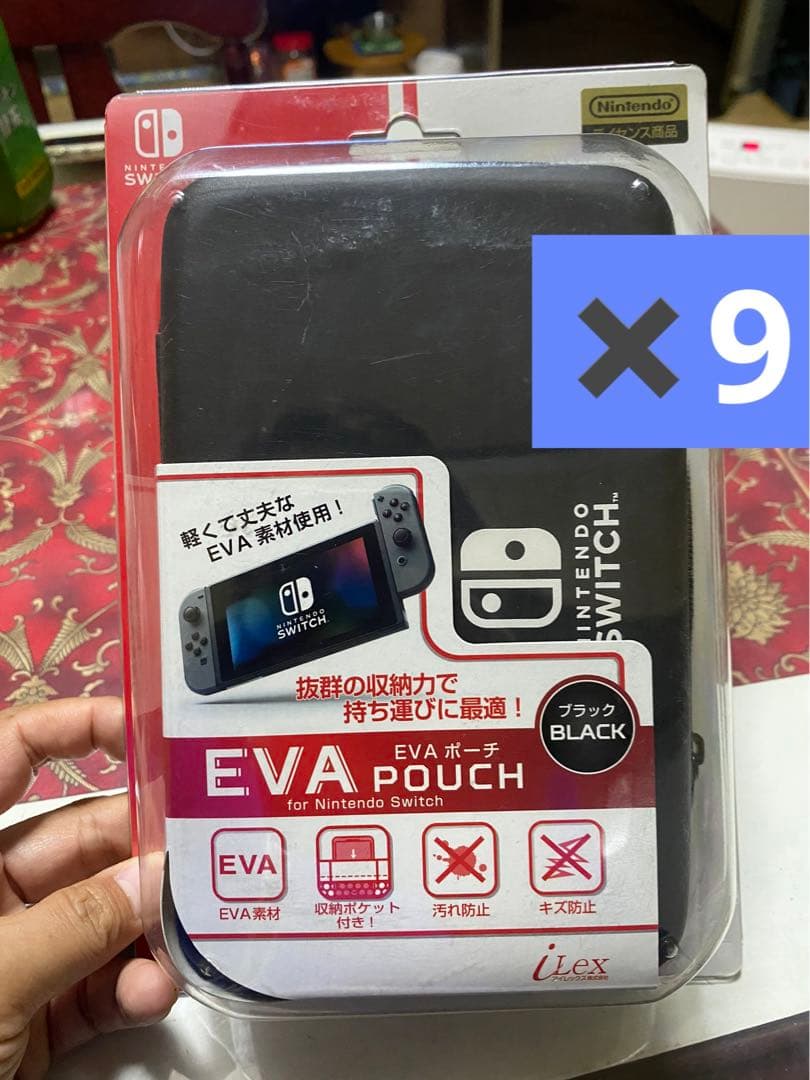 NINTENDO
SW
Nintendo
ライセンス商品
✖9
軽くて丈夫な
EVA素材使用！
NINTENDO
SWITCH
NINTENDO
SWITCH™
抜群の収納力で
持ち運びに最適！
ブラック
BLACK
EVA
EVAポーチ
POUCH
for Nintendo Switch
EVA
EVA素材
収納ポケット
付き！
汚れ防止
キズ防止
iLex
アイレックス株式会社